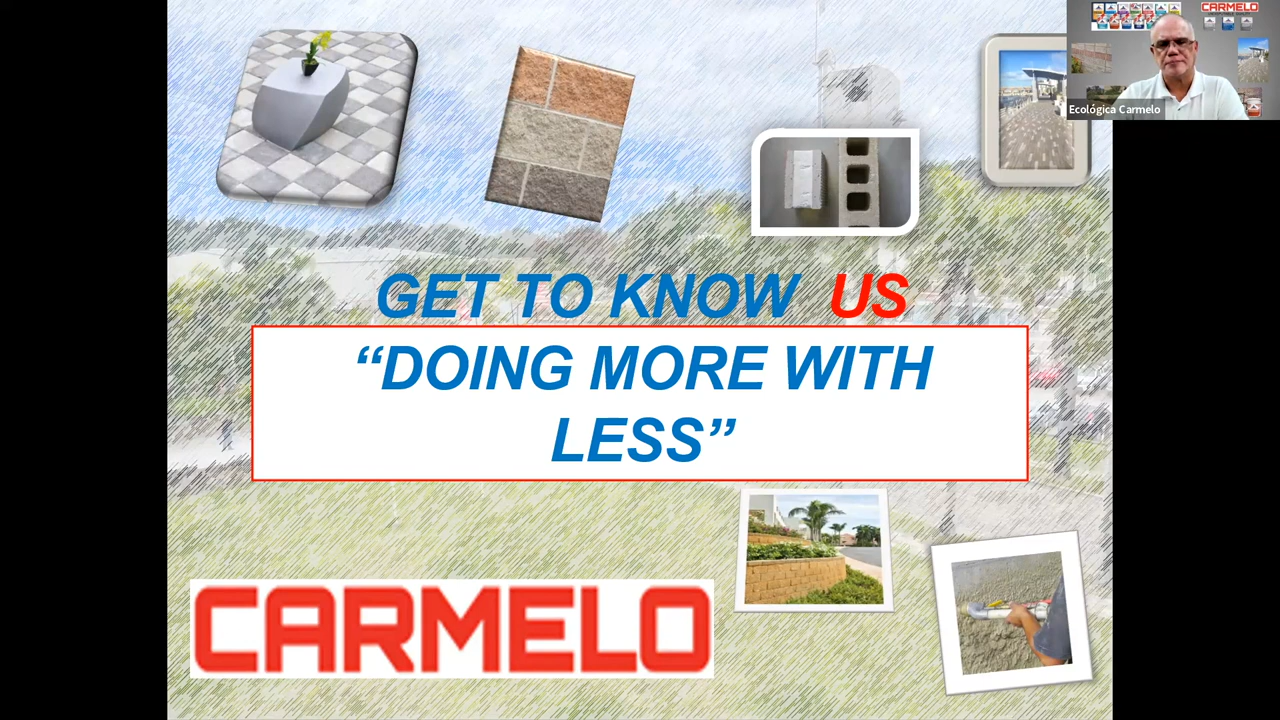 CARMELO
Ecológica Carmelo
GET TO KNOW US
“DOING MORE WITH
LESS”
CARMELO